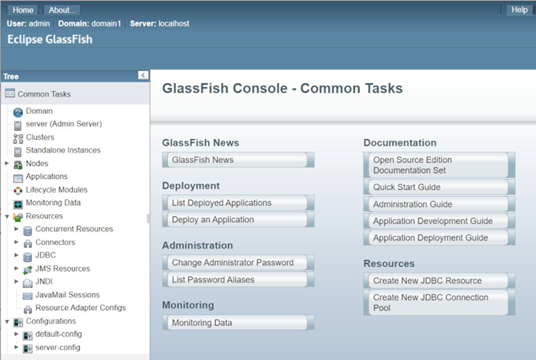 Home About... Help
User: admin Domain: domain1 Server: localhost
Eclipse GlassFish
Tree
Common Tasks
Domain
server (Admin Server)
Clusters
Standalone Instances
Nodes
Applications
Lifecycle Modules
Monitoring Data
Resources
Concurrent Resources
Connectors
JDBC
JMS Resources
JNDI
JavaMail Sessions
Resource Adapter Configs
Configurations
default-config
server-config
GlassFish Console - Common Tasks
GlassFish News
GlassFish News
Deployment
List Deployed Applications
Deploy an Application
Administration
Change Administrator Password
List Password Aliases
Monitoring
Monitoring Data
Documentation
Open Source Edition
Documentation Set
Quick Start Guide
Administration Guide
Application Development Guide
Application Deployment Guide
Resources
Create New JDBC Resource
Create New JDBC Connection
Pool